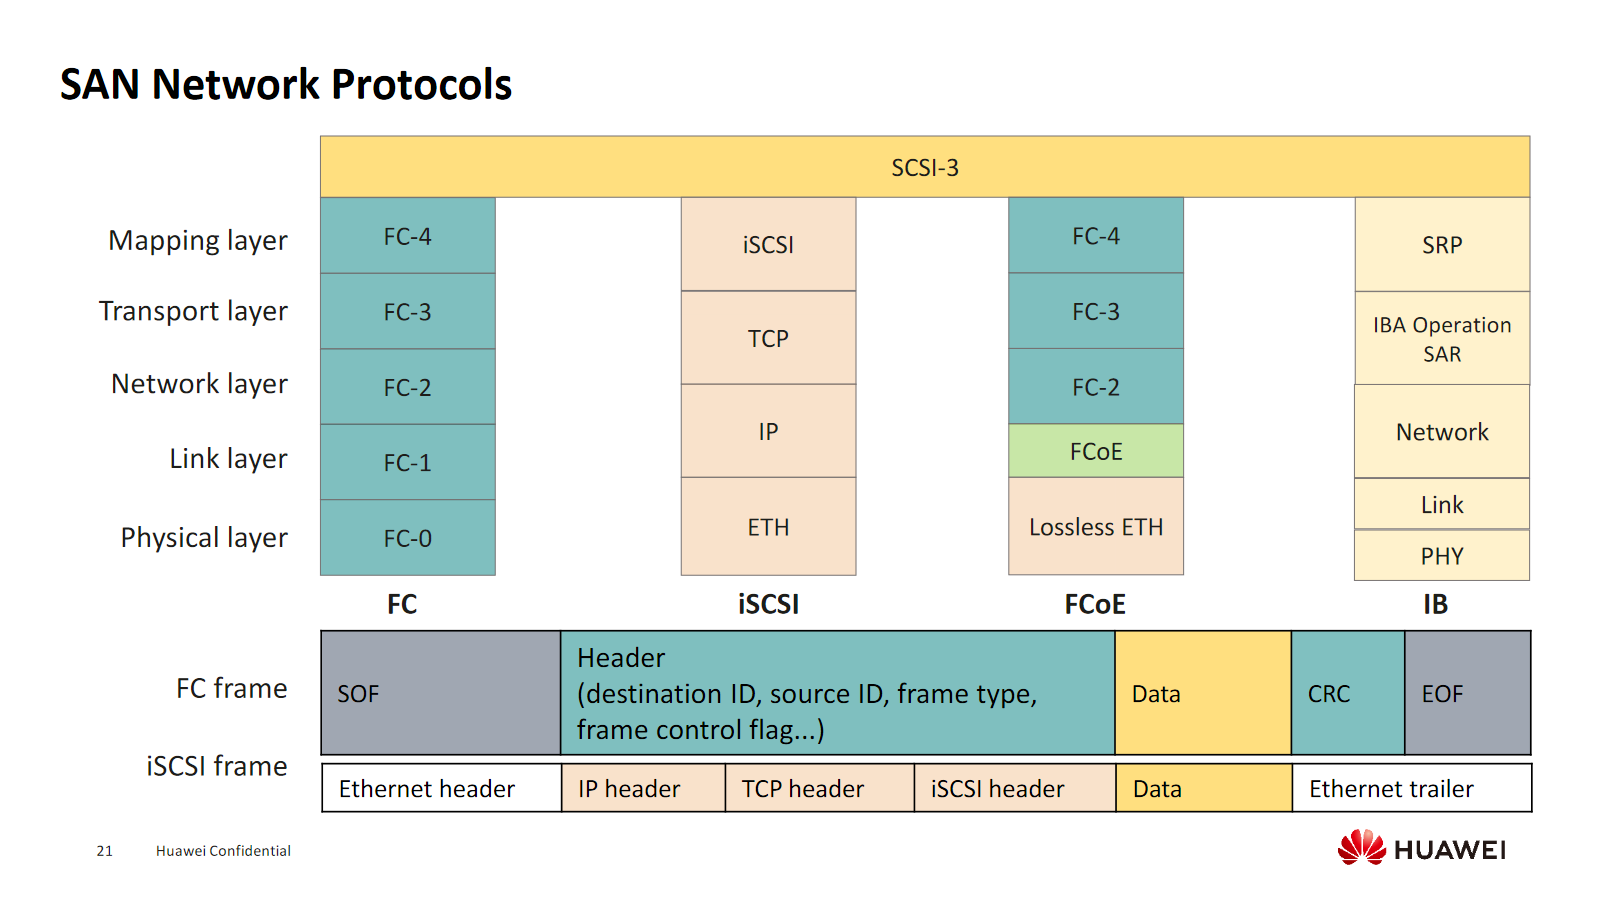 SAN Network Protocols
SCSI-3
Mapping layer
Transport layer
Network layer
Link layer
Physical layer
FC-4
FC-3
FC-2
FC-1
FC-0
FC
iSCSI
TCP
IP
ETH
iSCSI
FC-4
FC-3
FC-2
FCoE
Lossless ETH
FCoE
SRP
IBA Operation
SAR
Network
Link
PHY
IB
FC frame
SOF
Header
(destination ID, source ID, frame type,
frame control flag...)
Data
CRC
EOF
iSCSI frame
Ethernet header
IP header
TCP header
iSCSI header
Data
Ethernet trailer
21
Huawei Confidential
HUAWEI